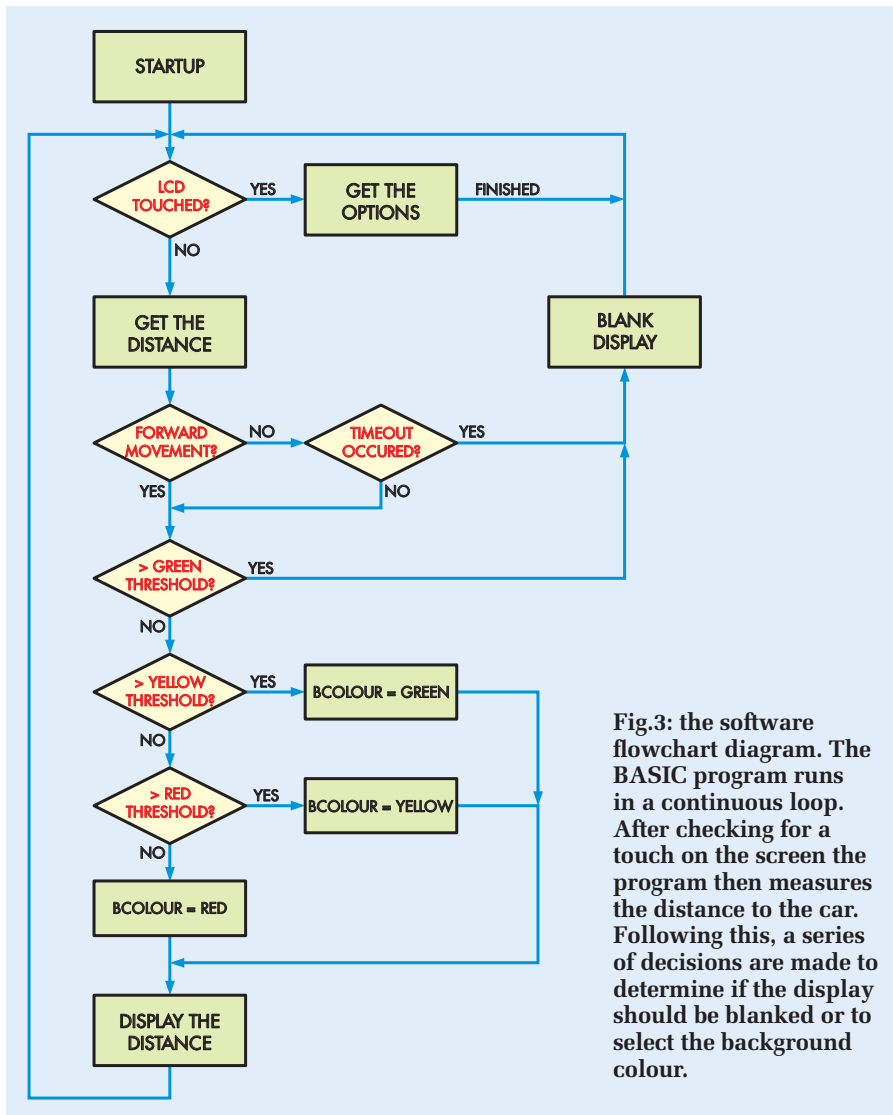 STARTUP
LCD
TOUCHED?
YES
GET THE
OPTIONS
FINISHED
NO
GET THE
DISTANCE
BLANK
DISPLAY
FORWARD
MOVEMENT?
NO
TIMEOUT
OCCURED?
YES
YES
NO
> GREEN
THRESHOLD?
YES
NO
> YELLOW
THRESHOLD?
YES
BCOLOUR = GREEN
NO
> RED
THRESHOLD?
YES
BCOLOUR = YELLOW
NO
BCOLOUR = RED
DISPLAY THE
DISTANCE
Fig.3: the software
flowchart diagram. The
BASIC program runs
in a continuous loop.
After checking for a
touch on the screen the
program then measures
the distance to the car.
Following this, a series
of decisions are made to
determine if the display
should be blanked or to
select the background
colour.